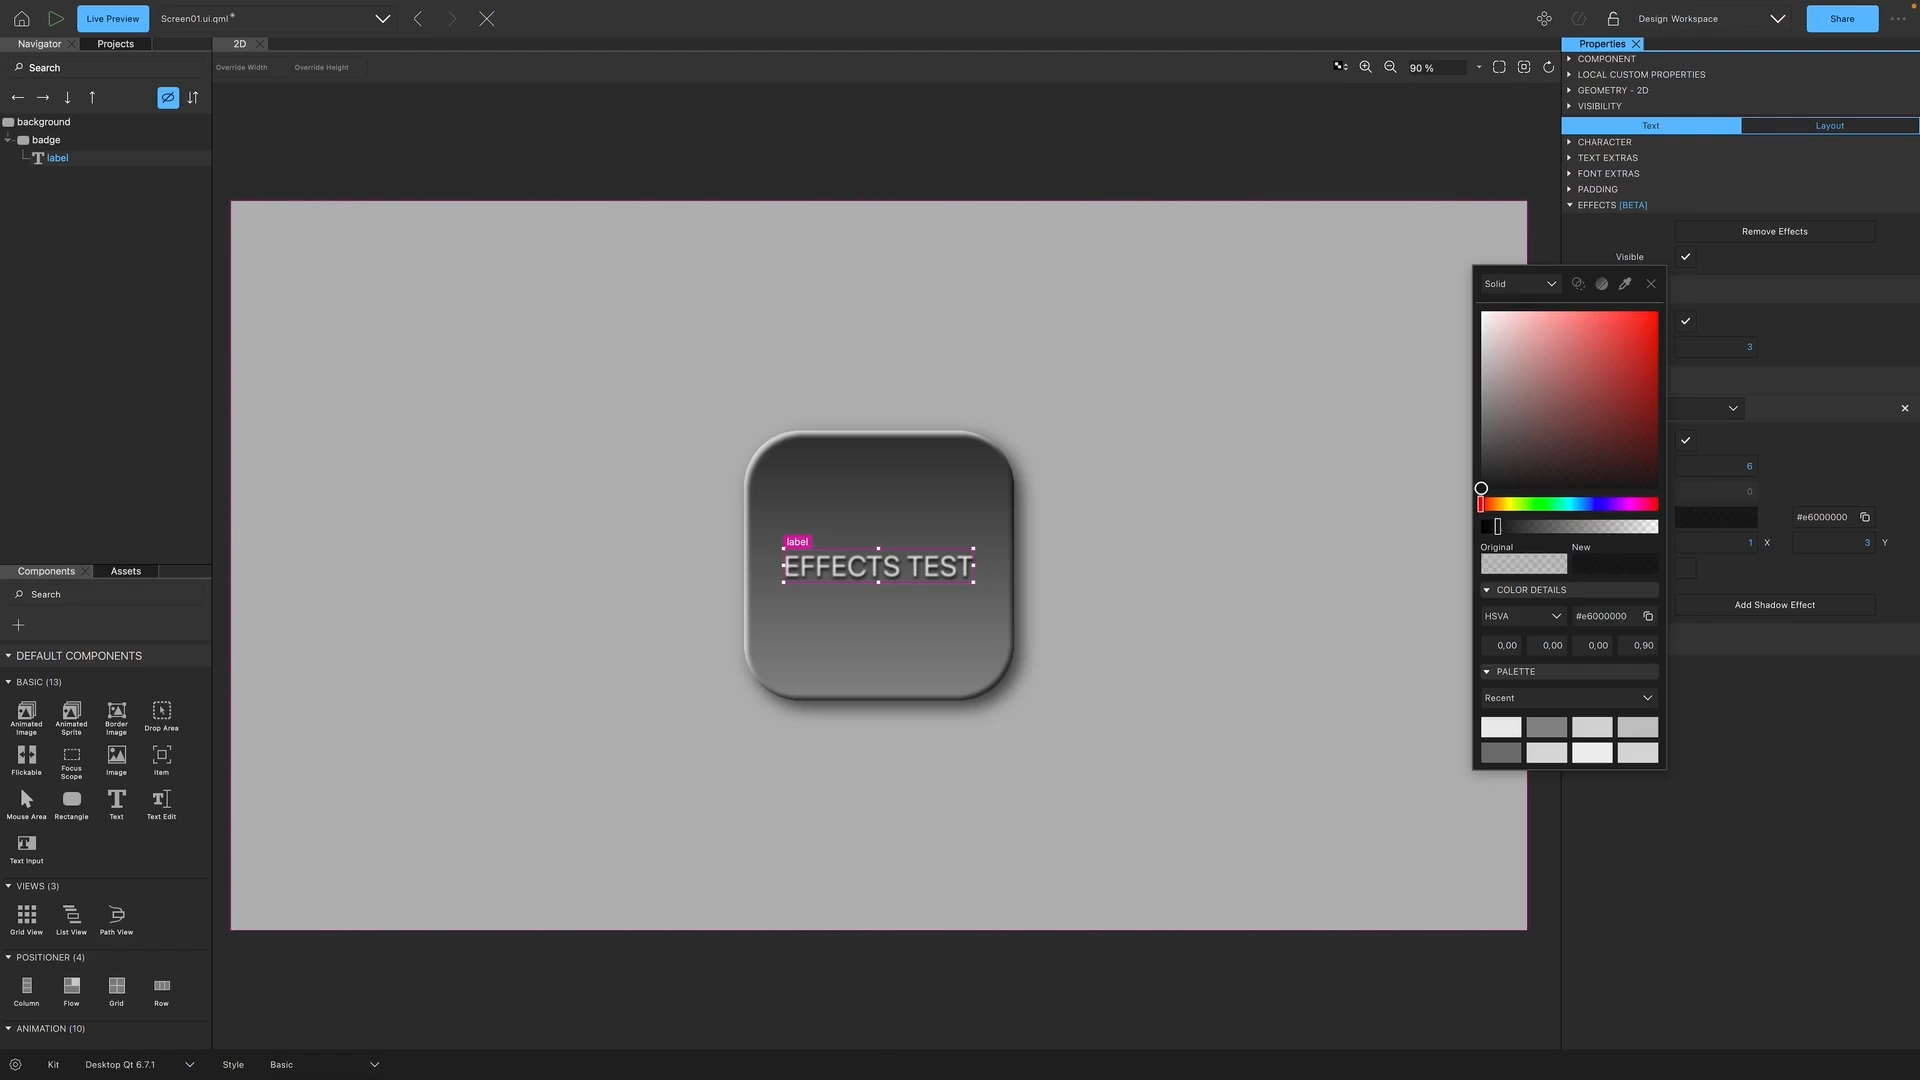 Live Preview
Screen01.ui.qml*
Design Workspace
Share
Navigator
Projects
2D
Properties
Search
Override Width
Override Height
90 %
COMPONENT
LOCAL CUSTOM PROPERTIES
GEOMETRY - 2D
VISIBILITY
background
badge
label
Text
Layout
CHARACTER
TEXT EXTRAS
FONT EXTRAS
PADDING
EFFECTS [BETA]
Remove Effects
Visible
Solid
3
6
0
#e6000000
1
X
3
Y
Add Shadow Effect
label
EFFECTS TEST
Original
New
COLOR DETAILS
HSVA
#e6000000
0,00
0,00
0,00
0,90
PALETTE
Recent
Components
Assets
Search
DEFAULT COMPONENTS
BASIC (13)
Animated Image
Animated Sprite
Border Image
Drop Area
Flickable
Focus Scope
Image
Item
Mouse Area
Rectangle
Text
Text Edit
Text Input
VIEWS (3)
Grid View
List View
Path View
POSITIONER (4)
Column
Flow
Grid
Row
ANIMATION (10)
Kit
Desktop Qt 6.7.1
Style
Basic